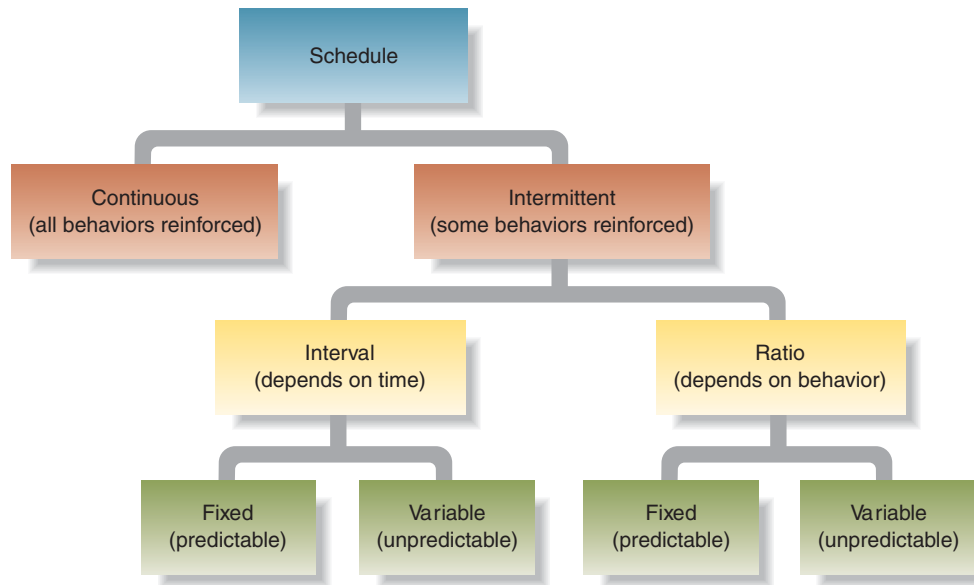 Schedule
Continuous
(all behaviors reinforced)
Intermittent
(some behaviors reinforced)
Interval
(depends on time)
Ratio
(depends on behavior)
Fixed
(predictable)
Variable
(unpredictable)
Fixed
(predictable)
Variable
(unpredictable)